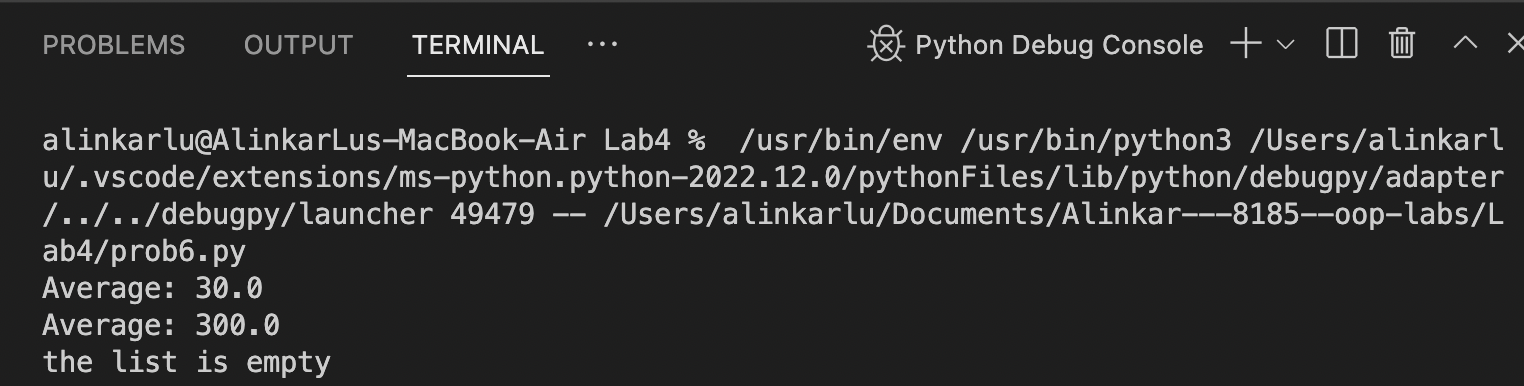 PROBLEMS OUTPUT TERMINAL ··· Python Debug Console
alinkarlu@AlinkarLus-MacBook-Air Lab4 %  /usr/bin/env /usr/bin/python3 /Users/alinkarl
u/.vscode/extensions/ms-python.python-2022.12.0/pythonFiles/lib/python/debugpy/adapter
/../../debugpy/launcher 49479 -- /Users/alinkarlu/Documents/Alinkar---8185--oop-labs/L
ab4/prob6.py
Average: 30.0
Average: 300.0
the list is empty